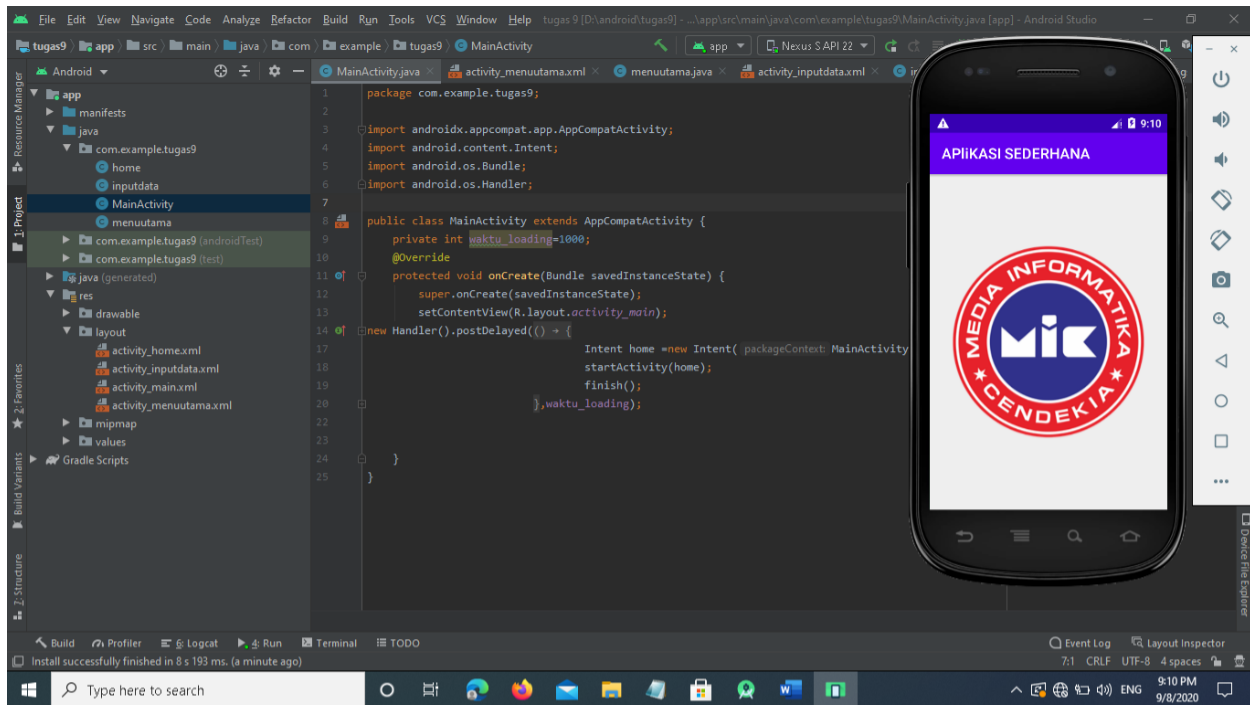 File Edit View Navigate Code Analyze Refactor Build Run Tools VCS Window Help tugas 9 [D:\android\tugas9] - ...\app\src\main\java\com\example\tugas9\MainActivity.java [app] - Android Studio
tugas9 app src main java com example tugas9 MainActivity app Nexus S API 22
Android MainActivity.java activity_menuutama.xml menuutama.java activity_inputdata.xml
Resource Manager
1: Project
2: Favorites
Build Variants
7: Structure
app
manifests
java
com.example.tugas9
home
inputdata
MainActivity
menuutama
com.example.tugas9 (androidTest)
com.example.tugas9 (test)
java (generated)
res
drawable
layout
activity_home.xml
activity_inputdata.xml
activity_main.xml
activity_menuutama.xml
mipmap
values
Gradle Scripts
1 package com.example.tugas9;
2
3 import androidx.appcompat.app.AppCompatActivity;
4 import android.content.Intent;
5 import android.os.Bundle;
6 import android.os.Handler;
7
8 public class MainActivity extends AppCompatActivity {
9 private int waktu_loading=1000;
10 @Override
11 protected void onCreate(Bundle savedInstanceState) {
12 super.onCreate(savedInstanceState);
13 setContentView(R.layout.activity_main);
14 new Handler().postDelayed(() → {
17 Intent home =new Intent( packageContext: MainActivity
18 startActivity(home);
19 finish();
20 },waktu_loading);
22
23
24 }
25 }
9:10
APliKASI SEDERHANA
MEDIA INFORMATIKA
MIC
CENDEKIA
Device File Explorer
Build Profiler 6: Logcat 4: Run Terminal TODO Event Log Layout Inspector
Install successfully finished in 8 s 193 ms. (a minute ago) 7:1 CRLF UTF-8 4 spaces
Type here to search ENG 9:10 PM
9/8/2020